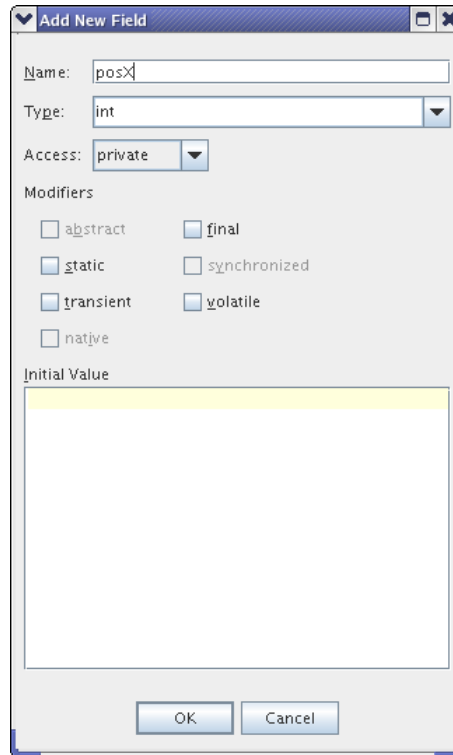 Add New Field
Name: posX
Type: int
Access: private
Modifiers
abstract final
static synchronized
transient volatile
native
Initial Value
OK Cancel